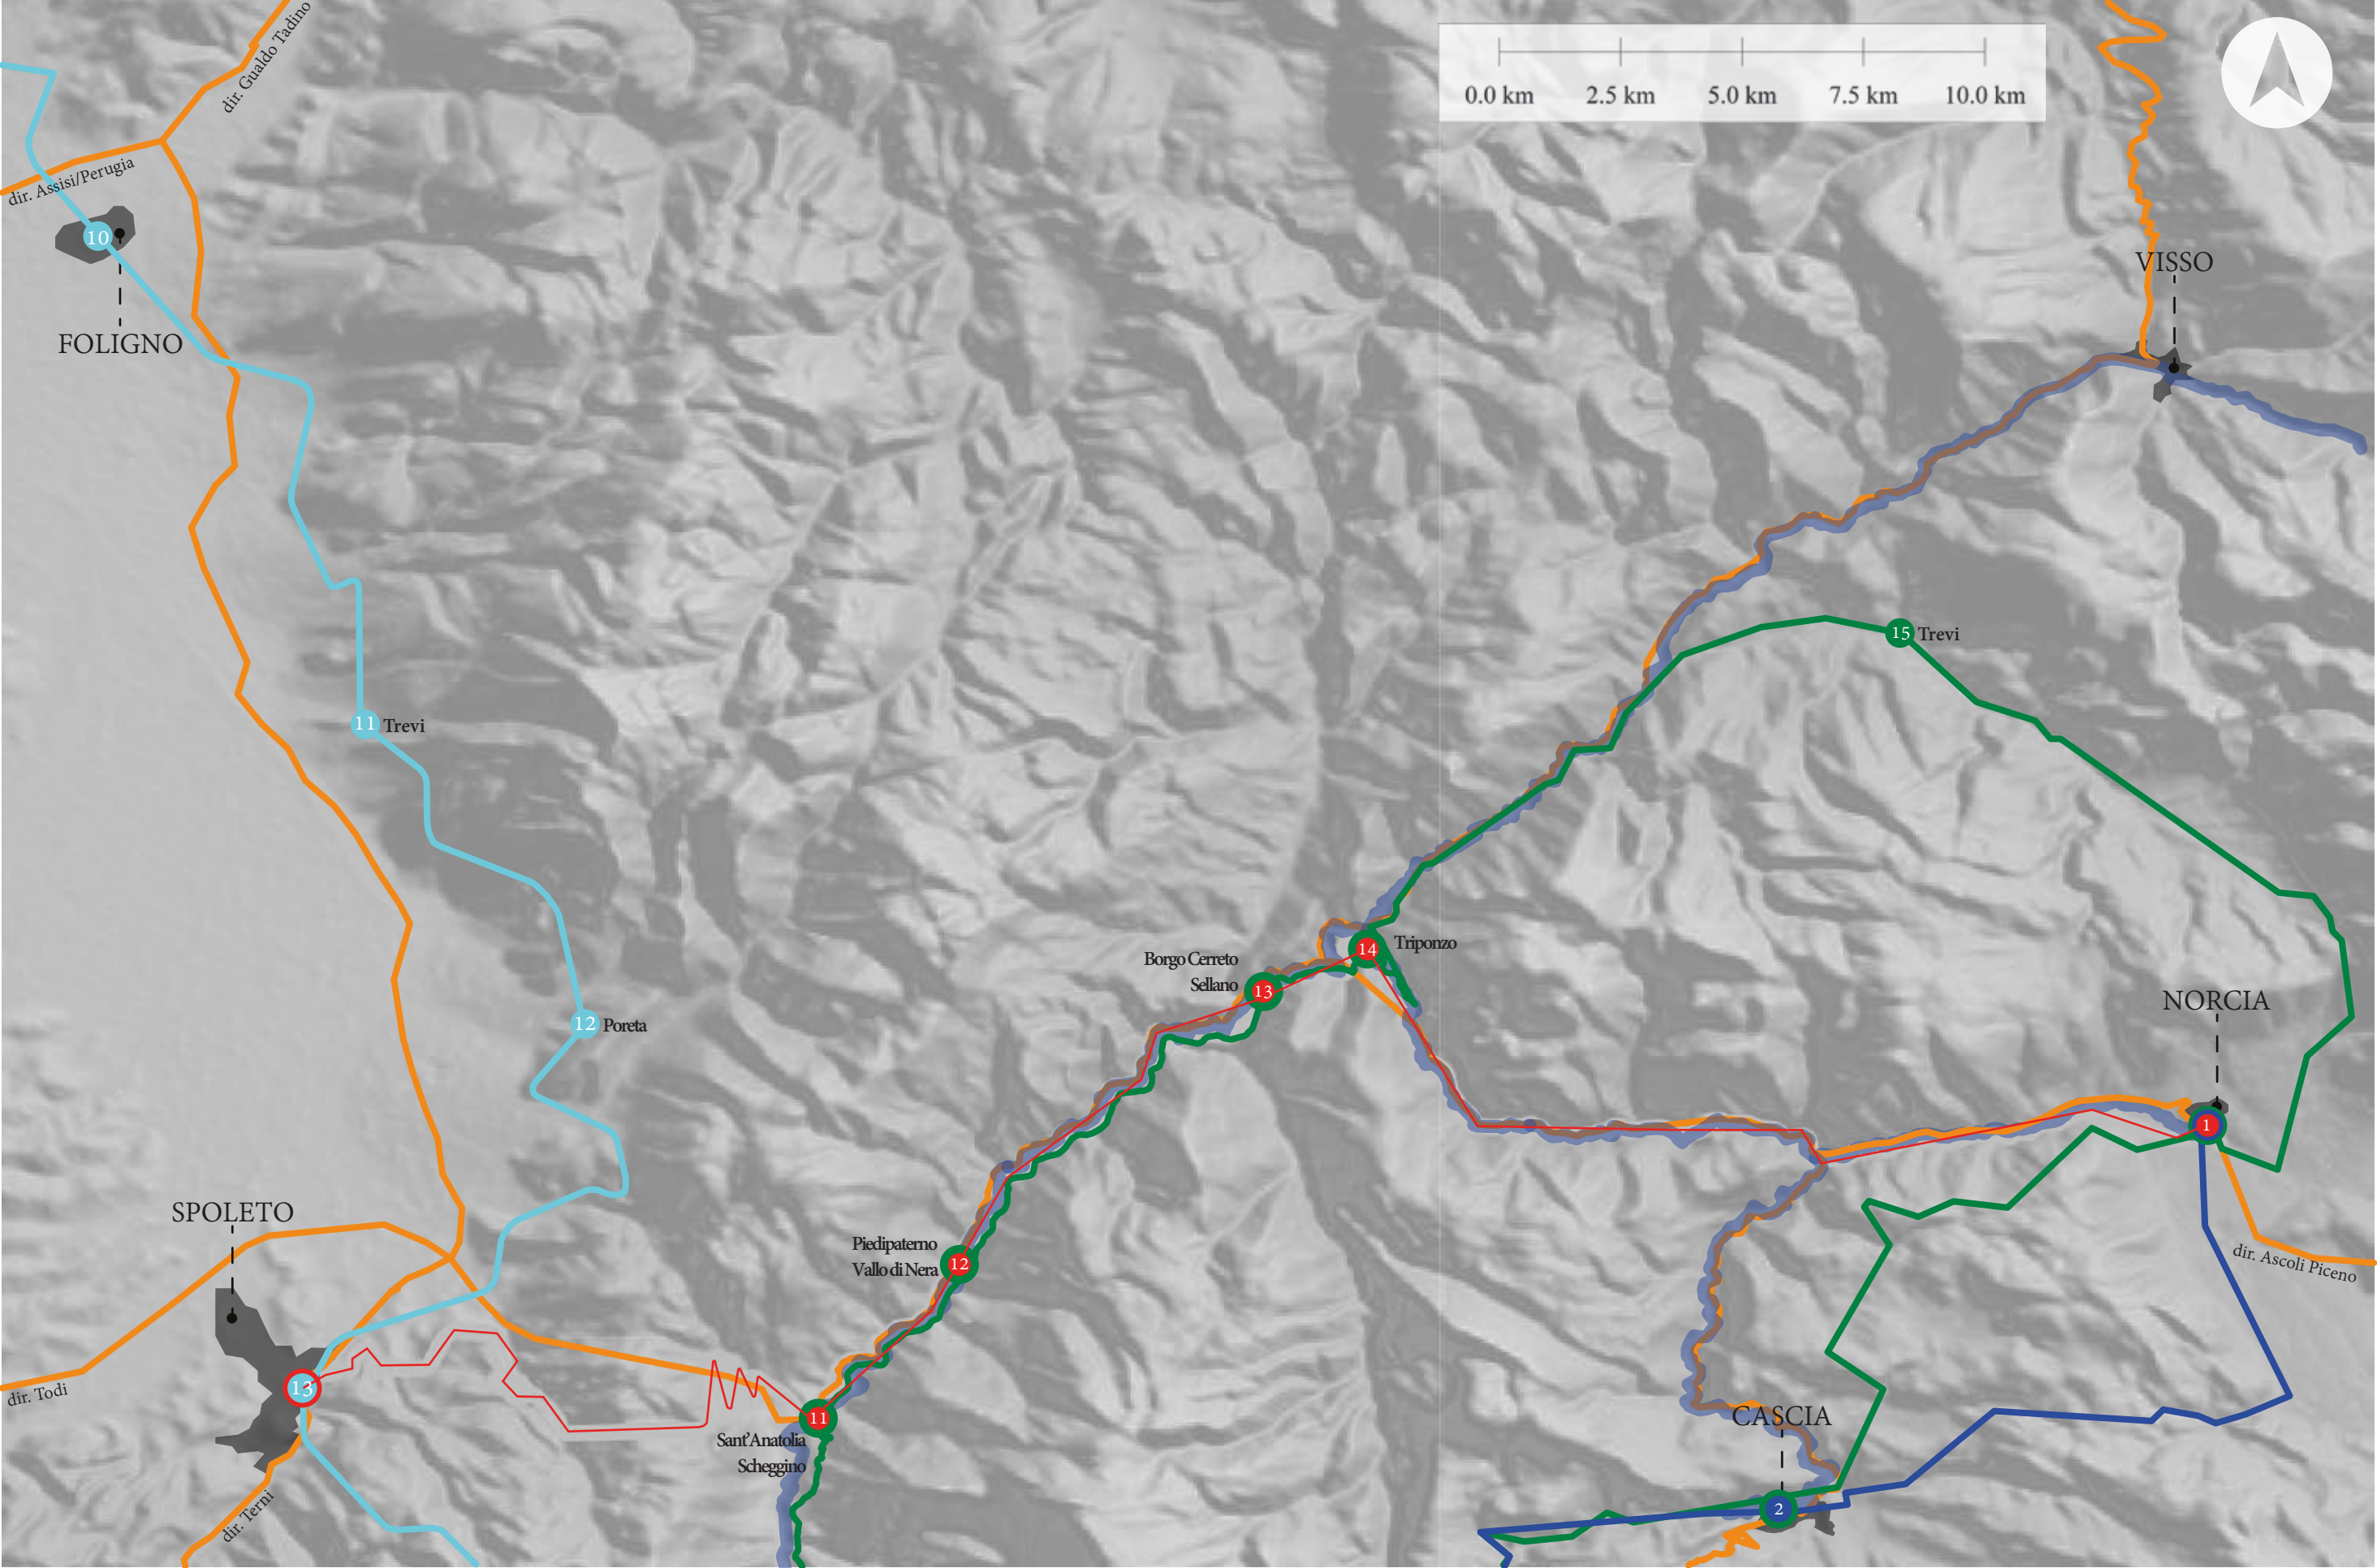 dir. Gualdo Tadino
0.0 km 2.5 km 5.0 km 7.5 km 10.0 km
dir. Assisi/Perugia
10
FOLIGNO
VISSO
15 Trevi
11 Trevi
14 Triponzo
Borgo Cerreto
Sellano
13
12 Poreta
NORCIA
1
SPOLETO
Piedipaterno
Vallo di Nera
12
dir. Ascoli Piceno
dir. Todi
13
11
Sant'Anatolia
Scheggino
CASCIA
2
dir. Terni